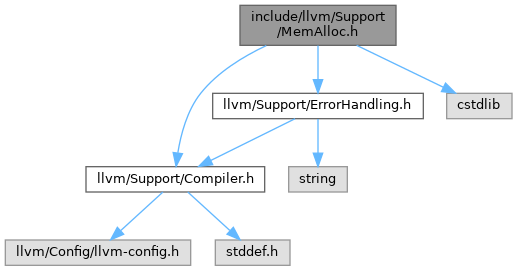 include/llvm/Support
/MemAlloc.h
llvm/Support/ErrorHandling.h
cstdlib
llvm/Support/Compiler.h
string
llvm/Config/llvm-config.h
stddef.h